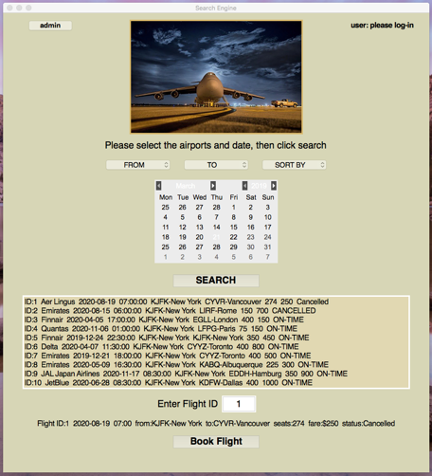 Search Engine
admin
user: please log-in
Please select the airports and date, then click search
FROM TO SORT BY
2019
Mon Tue Wed Thu Fri Sat Sun
25 26 27 28 1 2 3
4 5 6 7 8 9 10
11 12 13 14 15 16 17
18 19 20 22 23 24
25 26 27 28 29 30 31
1 2 3 4 5 6 7
SEARCH
ID:1 Aer Lingus 2020-08-19 07:00:00 KJFK-New York CYVR-Vancouver 274 250 Cancelled
ID:2 Emirates 2020-08-15 06:00:00 KJFK-New York LIRF-Rome 150 700 CANCELLED
ID:3 Finnair 2020-04-05 17:00:00 KJFK-New York EGLL-London 400 150 ON-TIME
ID:4 Quantas 2020-11-06 01:00:00 KJFK-New York LFPG-Paris 75 150 ON-TIME
ID:5 Finnair 2019-12-24 22:30:00 KJFK-New York KJFK-New York 350 450 ON-TIME
ID:6 Delta 2020-04-07 11:30:00 KJFK-New York CYYZ-Toronto 400 800 ON-TIME
ID:7 Emirates 2019-12-21 18:00:00 KJFK-New York CYYZ-Toronto 400 500 ON-TIME
ID:8 Emirates 2020-05-09 16:30:00 KJFK-New York KABQ-Albuquerque 225 300 ON-TIME
ID:9 JAL Japan Airlines 2020-11-17 08:30:00 KJFK-New York EDDH-Hamburg 350 900 ON-TIME
ID:10 JetBlue 2020-06-28 08:30:00 KJFK-New York KDFW-Dallas 400 1000 ON-TIME
Enter Flight ID 1
Flight ID:1 2020-08-19 07:00 from:KJFK-New York to:CYVR-Vancouver seats:274 fare:$250 status:Cancelled
Book Flight